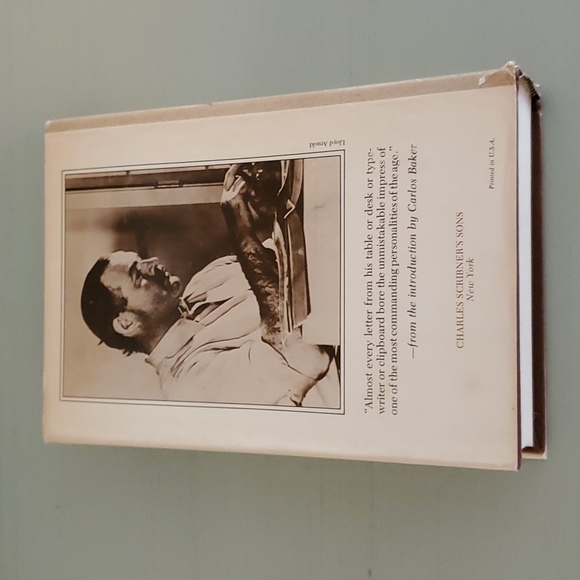 Lloyd Arnold
"Almost every letter from his table or desk or type-
writer or clipboard bore the unmistakable impress of
one of the most commanding personalities of the age."
—from the introduction by Carlos Baker
CHARLES SCRIBNER'S SONS
New York
Printed in U.S.A.